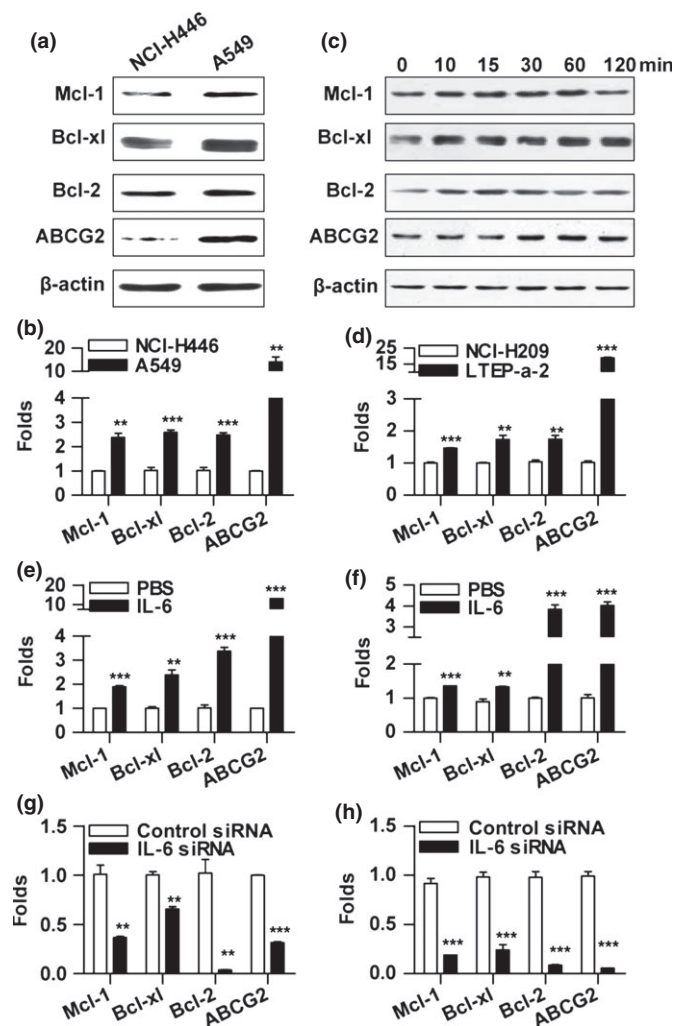 (a)
NCI-H446 A549
Mcl-1
Bcl-xl
Bcl-2
ABCG2
β-actin
(c)
0 10 15 30 60 120 min
Mcl-1
Bcl-xl
Bcl-2
ABCG2
β-actin
(b)
NCI-H446
A549
Folds
20
10
4
3
2
1
0
** *** *** **
Mcl-1 Bcl-xl Bcl-2 ABCG2
(d)
NCI-H209
LTEP-a-2
Folds
25
15
3
2
1
0
*** ** ** ***
Mcl-1 Bcl-xl Bcl-2 ABCG2
(e)
PBS
IL-6
Folds
20
10
4
3
2
1
0
*** ** *** ***
Mcl-1 Bcl-xl Bcl-2 ABCG2
(f)
PBS
IL-6
Folds
5
4
3
2
1
0
*** ** *** ***
Mcl-1 Bcl-xl Bcl-2 ABCG2
(g)
Control siRNA
IL-6 siRNA
Folds
1.5
1.0
0.5
0.0
** ** ** ***
Mcl-1 Bcl-xl Bcl-2 ABCG2
(h)
Control siRNA
IL-6 siRNA
Folds
1.5
1.0
0.5
0.0
*** *** *** ***
Mcl-1 Bcl-xl Bcl-2 ABCG2